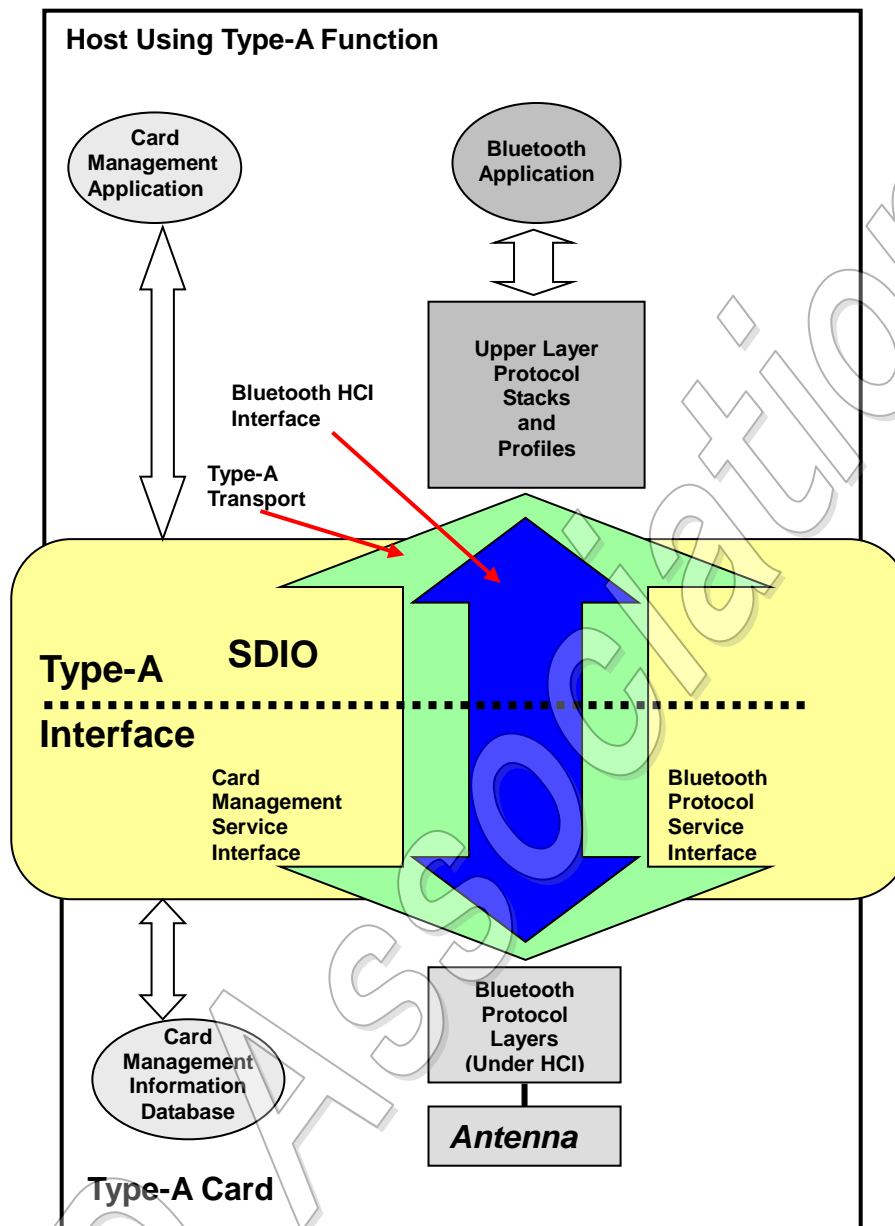 Host Using Type-A Function
Card
Management
Application
Bluetooth
Application
Upper Layer
Protocol
Stacks
and
Profiles
Bluetooth HCI
Interface
Type-A
Transport
SDIO
Type-A
Interface
Card
Management
Service
Interface
Bluetooth
Protocol
Service
Interface
Bluetooth
Protocol
Layers
(Under HCI)
Card
Management
Information
Database
Antenna
Type-A Card
Association